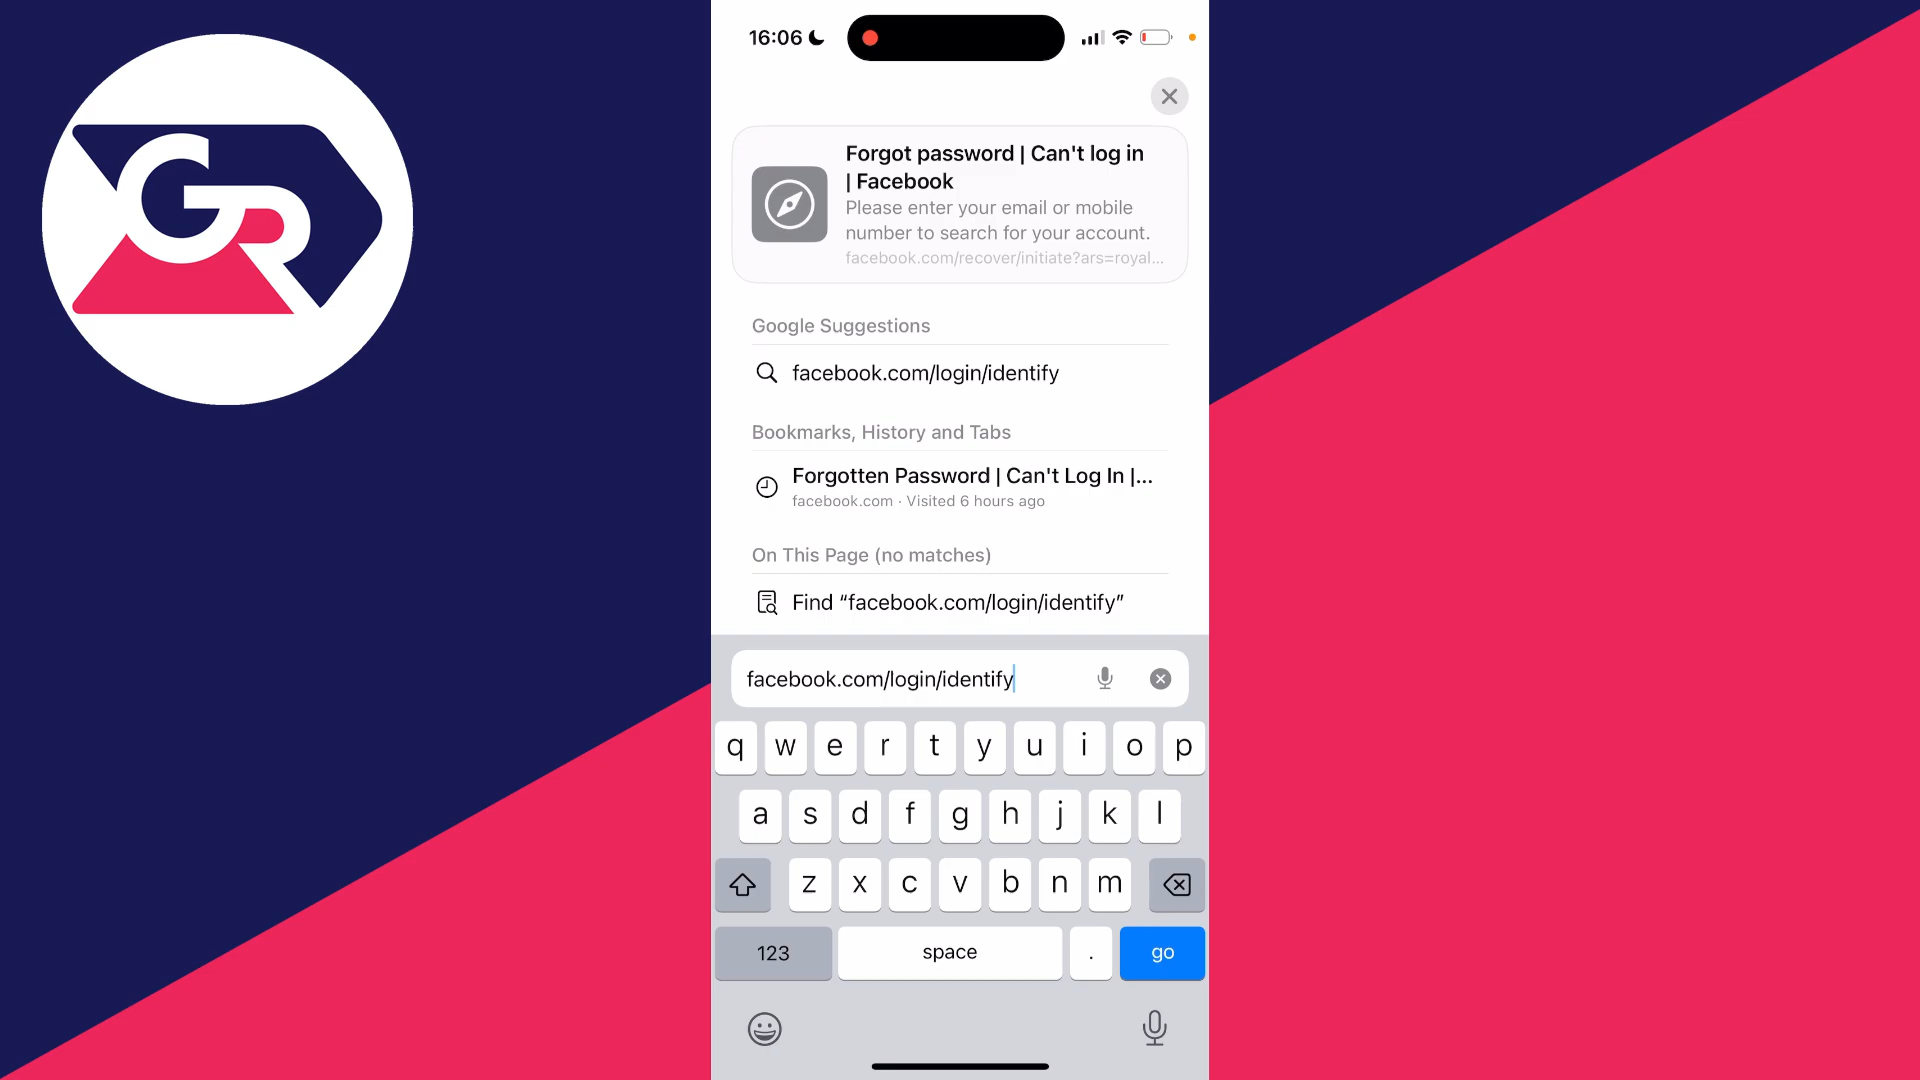 GR
16:06
Forgot password | Can't log in
| Facebook
Please enter your email or mobile
number to search for your account.
facebook.com/recover/initiate?ars=royal...
Google Suggestions
facebook.com/login/identify
Bookmarks, History and Tabs
Forgotten Password | Can't Log In |...
facebook.com · Visited 6 hours ago
On This Page (no matches)
Find “facebook.com/login/identify”
facebook.com/login/identify
q w e r t y u i o p
a s d f g h j k l
z x c v b n m
123 space . go